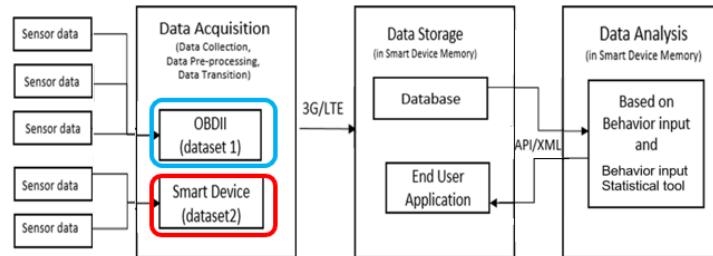 Sensor data
Sensor data
Sensor data
Sensor data
Sensor data
Data Acquisition
(Data Collection,
Data Pre-processing,
Data Transition)
OBDII
(dataset 1)
Smart Device
(dataset2)
3G/LTE
Data Storage
(in Smart Device Memory)
Database
End User
Application
API/XML
Data Analysis
(in Smart Device Memory)
Based on
Behavior input
and
Behavior input
Statistical tool